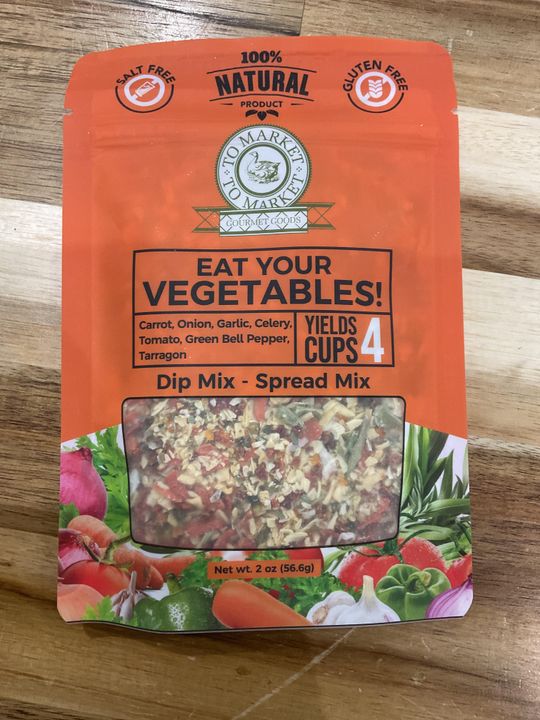 100%
SALT FREE
NATURAL
GLUTEN FREE
PRODUCT
TO MARKET
TO MARKET
GOURMET GOODS
EAT YOUR
VEGETABLES!
Carrot, Onion, Garlic, Celery,
Tomato, Green Bell Pepper,
Tarragon
YIELDS
CUPS 4
Dip Mix - Spread Mix
Net wt. 2 oz (56.6g)